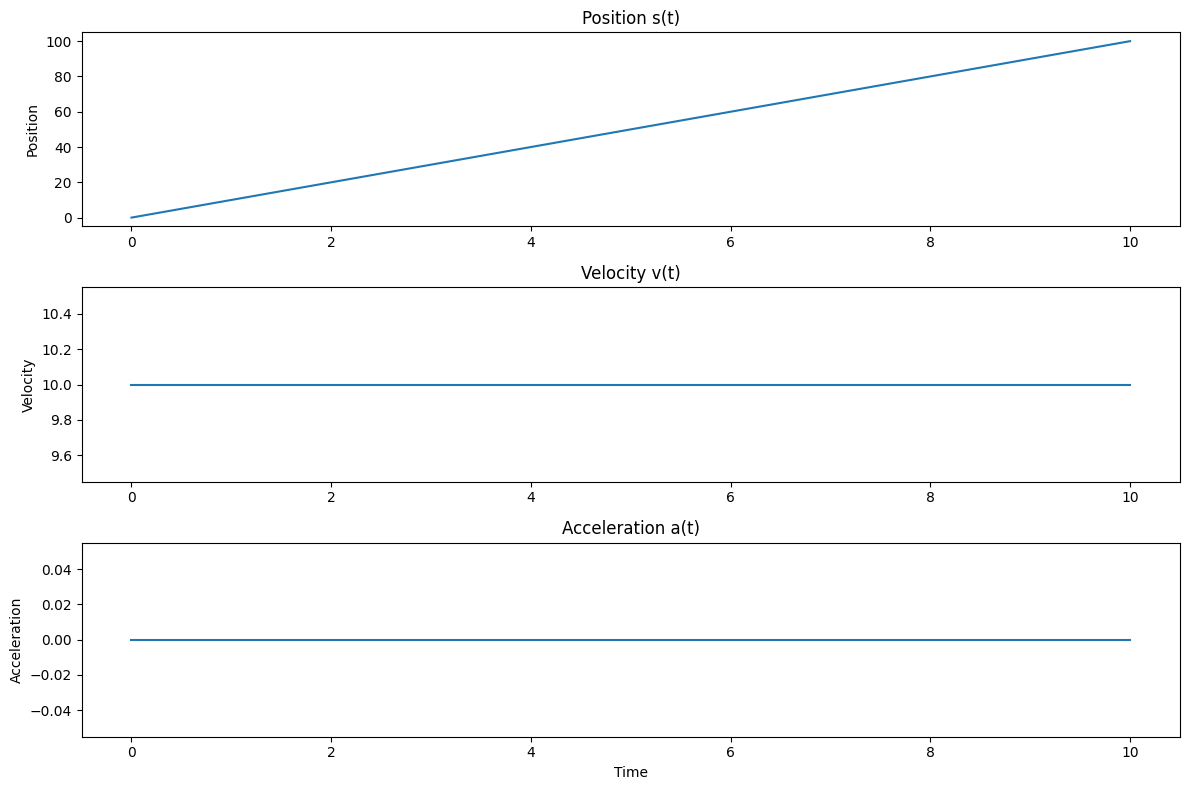 Position s(t)
Position
100
80
60
40
20
0
0 2 4 6 8 10
Velocity v(t)
Velocity
10.4
10.2
10.0
9.8
9.6
0 2 4 6 8 10
Acceleration a(t)
Acceleration
0.04
0.02
0.00
−0.02
−0.04
0 2 4 6 8 10
Time